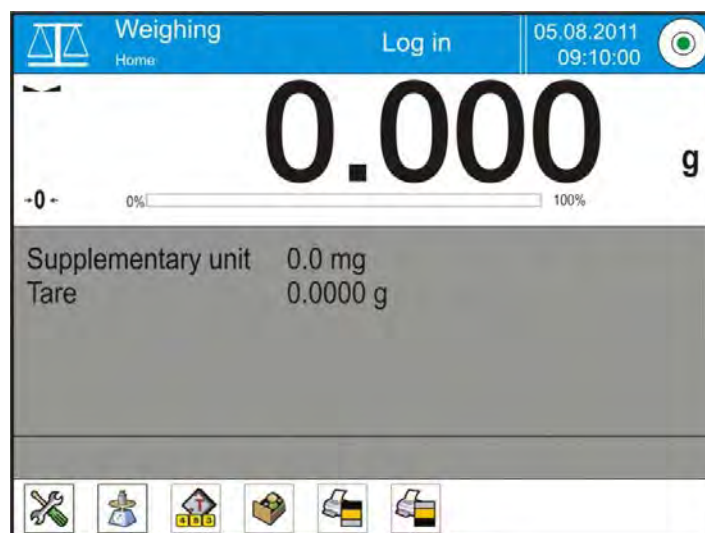 Weighing
Home
Log in
05.08.2011
09:10:00
0.000 g
→0←
0% 100%
Supplementary unit 0.0 mg
Tare 0.0000 g
T